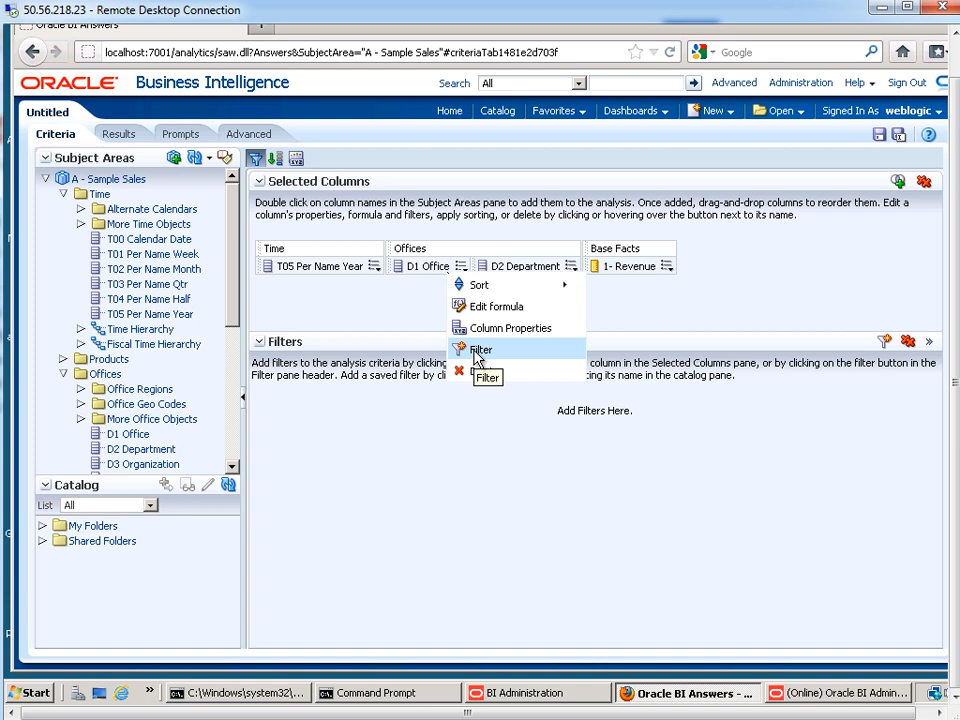 50.56.218.23 - Remote Desktop Connection
Oracle BI Answers
localhost:7001/analytics/saw.dll?Answers&SubjectArea="A - Sample Sales"#criteriaTab1481e2d703f
Google
ORACLE Business Intelligence
Search All Advanced Administration Help Sign Out
Untitled
Home Catalog Favorites Dashboards New Open Signed In As weblogic
Criteria Results Prompts Advanced
Subject Areas
A - Sample Sales
Time
Alternate Calendars
More Time Objects
T00 Calendar Date
T01 Per Name Week
T02 Per Name Month
T03 Per Name Qtr
T04 Per Name Half
T05 Per Name Year
Time Hierarchy
Fiscal Time Hierarchy
Products
Offices
Office Regions
Office Geo Codes
More Office Objects
D1 Office
D2 Department
D3 Organization
Catalog
List All
My Folders
Shared Folders
Selected Columns
Double click on column names in the Subject Areas pane to add them to the analysis. Once added, drag-and-drop columns to reorder them. Edit a
column's properties, formula and filters, apply sorting, or delete by clicking or hovering over the button next to its name.
Time Offices Base Facts
T05 Per Name Year D1 Office D2 Department 1- Revenue
Sort
Edit formula
Column Properties
Filter
Filter
Filters
Add filters to the analysis criteria by clicking column in the Selected Columns pane, or by clicking on the filter button in the
Filter pane header. Add a saved filter by cli cing its name in the catalog pane.
Add Filters Here.
Start C:\Windows\system32\... Command Prompt BI Administration Oracle BI Answers - ... (Online) Oracle BI Admin...